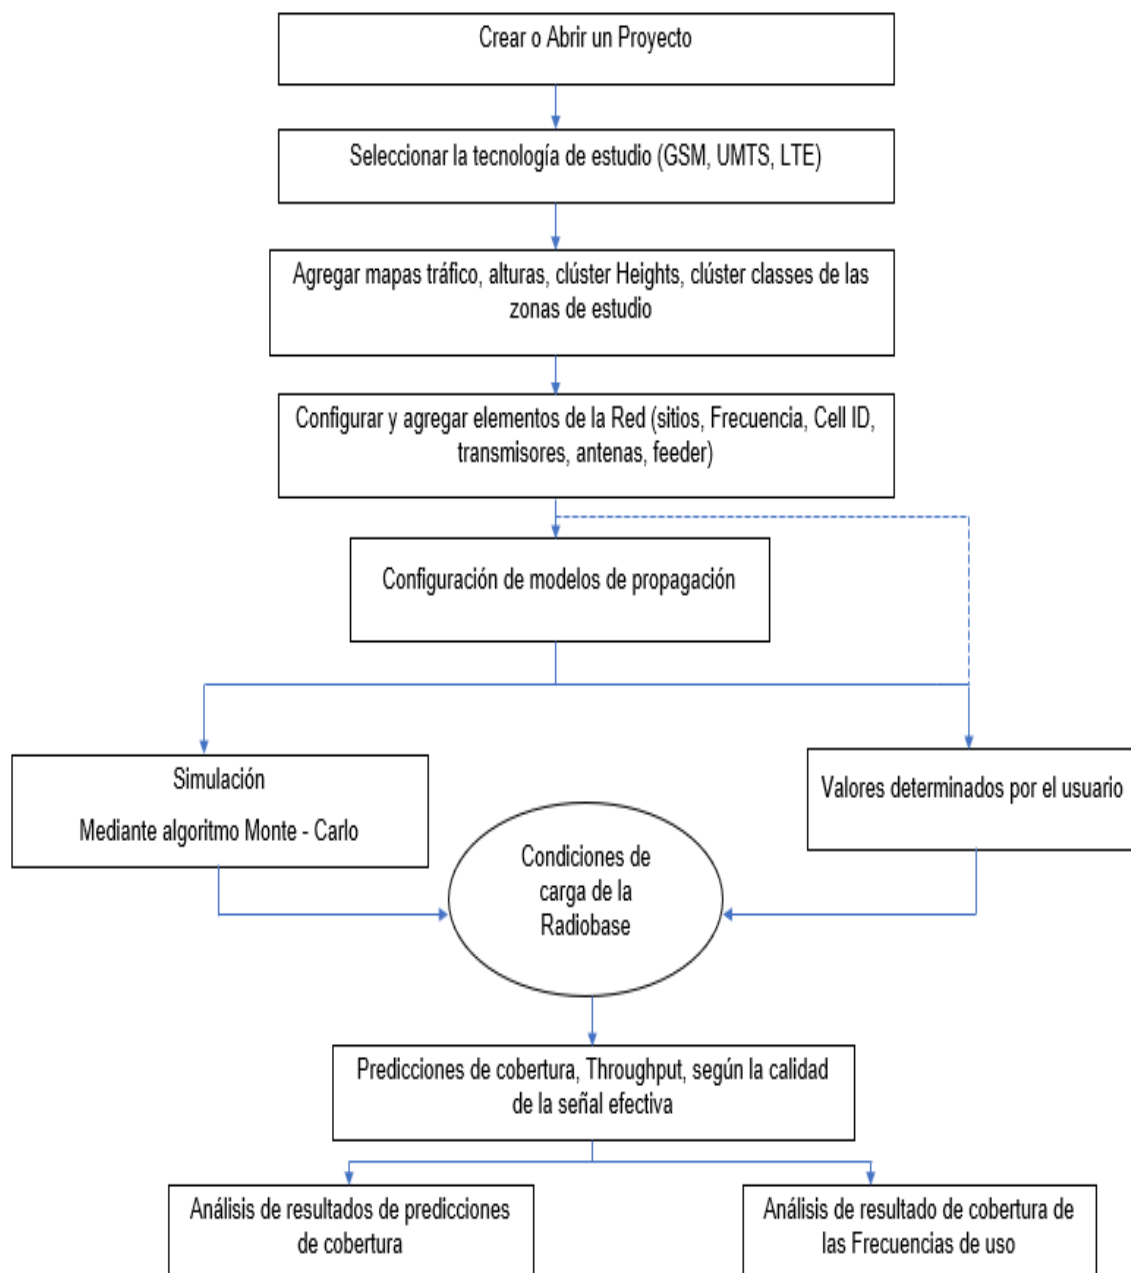 Crear o Abrir un Proyecto
Seleccionar la tecnología de estudio (GSM, UMTS, LTE)
Agregar mapas tráfico, alturas, clúster Heights, clúster classes de las
zonas de estudio
Configurar y agregar elementos de la Red (sitios, Frecuencia, Cell ID,
transmisores, antenas, feeder)
Configuración de modelos de propagación
Simulación
Mediante algoritmo Monte - Carlo
Valores determinados por el usuario
Condiciones de
carga de la
Radiobase
Predicciones de cobertura, Throughput, según la calidad
de la señal efectiva
Análisis de resultados de predicciones
de cobertura
Análisis de resultado de cobertura de
las Frecuencias de uso